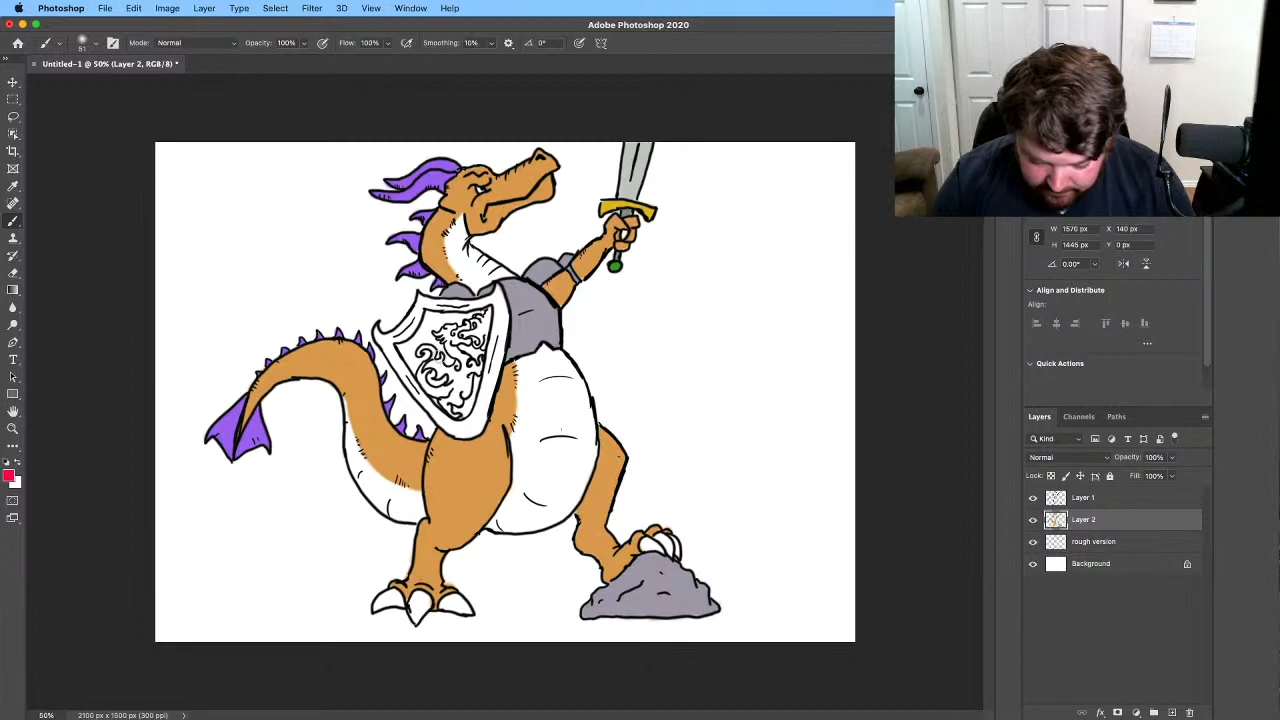 Photoshop File Edit Image Layer Type Select Filter 3D View Window Help
Adobe Photoshop 2020
51 Mode: Normal Opacity: 100% Flow: 100% Smoothing: 10% 0°
Untitled-1 @ 50% (Layer 2, RGB/8) *
W 1570 px X 140 px
H 1445 px Y 0 px
0.00°
Align and Distribute
Align:
Quick Actions
Layers Channels Paths
Kind
Normal Opacity: 100%
Lock: Fill: 100%
Layer 1
Layer 2
rough version
Background
50% 2100 px x 1500 px (300 ppi)